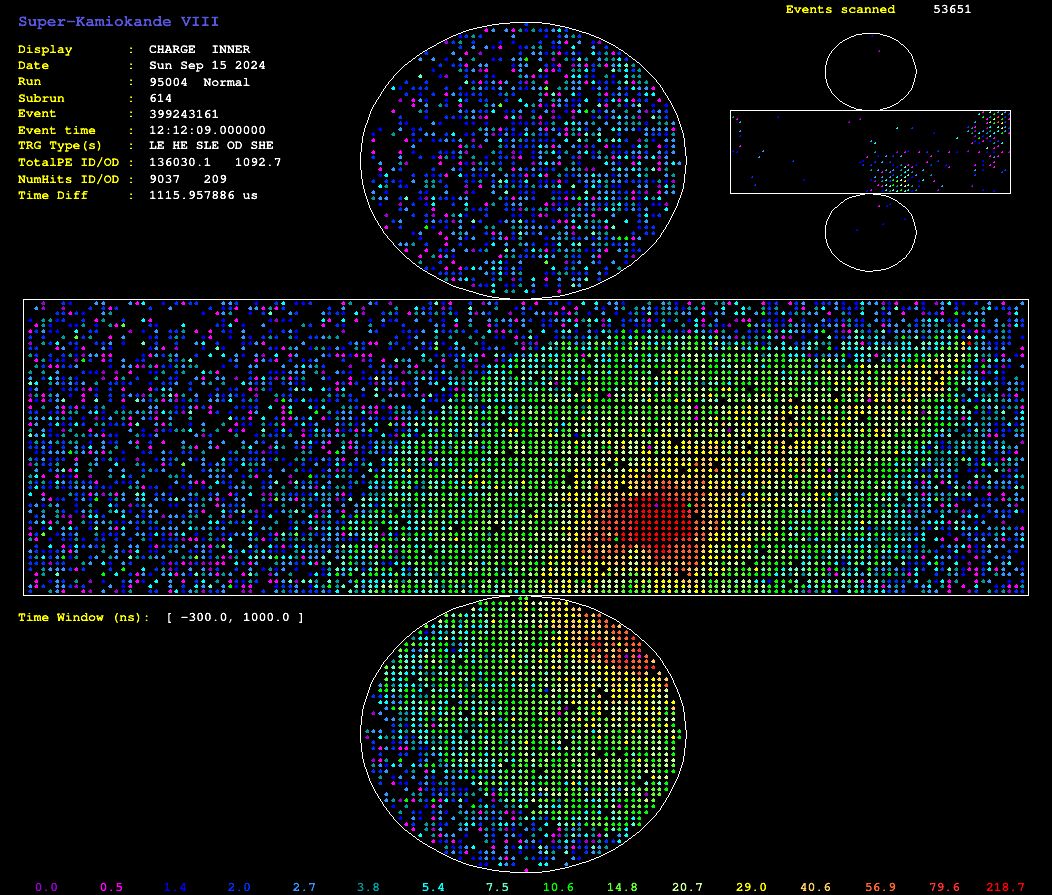 Super-Kamiokande VIII
Events scanned 53651
Display : CHARGE INNER
Date : Sun Sep 15 2024
Run : 95004 Normal
Subrun : 614
Event : 399243161
Event time : 12:12:09.000000
TRG Type(s) : LE HE SLE OD SHE
TotalPE ID/OD : 136030.1 1092.7
NumHits ID/OD : 9037 209
Time Diff : 1115.957886 us
Time Window (ns): [ -300.0, 1000.0 ]
0.0 0.5 1.4 2.0 2.7 3.8 5.4 7.5 10.6 14.8 20.7 29.0 40.6 56.9 79.6 218.7